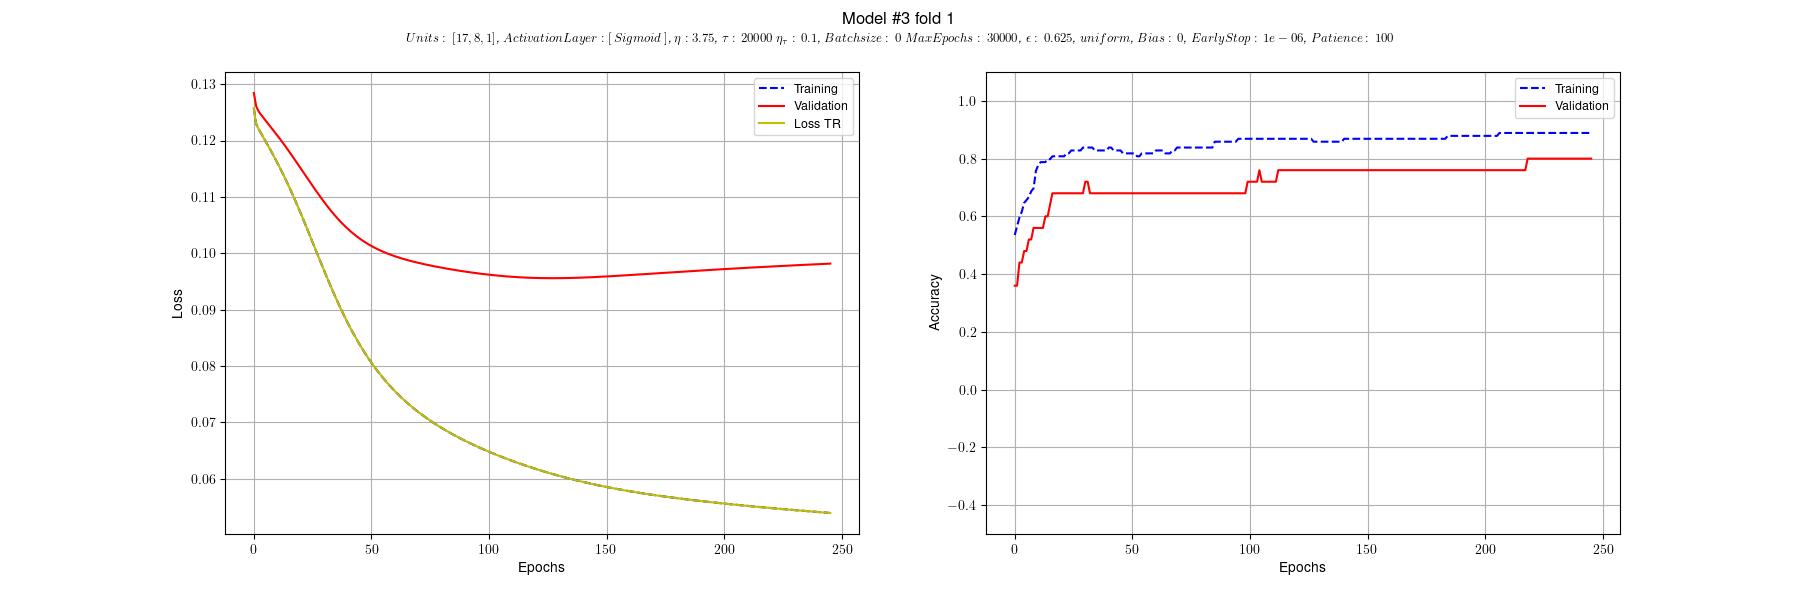 Model #3 fold 1
Units : [17, 8, 1], ActivationLayer : [ Sigmoid ], η : 3.75, τ : 20000 η_τ : 0.1, Batchsize : 0 MaxEpochs : 30000, ϵ : 0.625, uniform, Bias : 0, EarlyStop : 1e − 06, Patience : 100
0.13
0.12
0.11
0.10
0.09
0.08
0.07
0.06
Loss
0 50 100 150 200 250
Epochs
Training
Validation
Loss TR
1.0
0.8
0.6
0.4
0.2
0.0
−0.2
−0.4
Accuracy
0 50 100 150 200 250
Epochs
Training
Validation